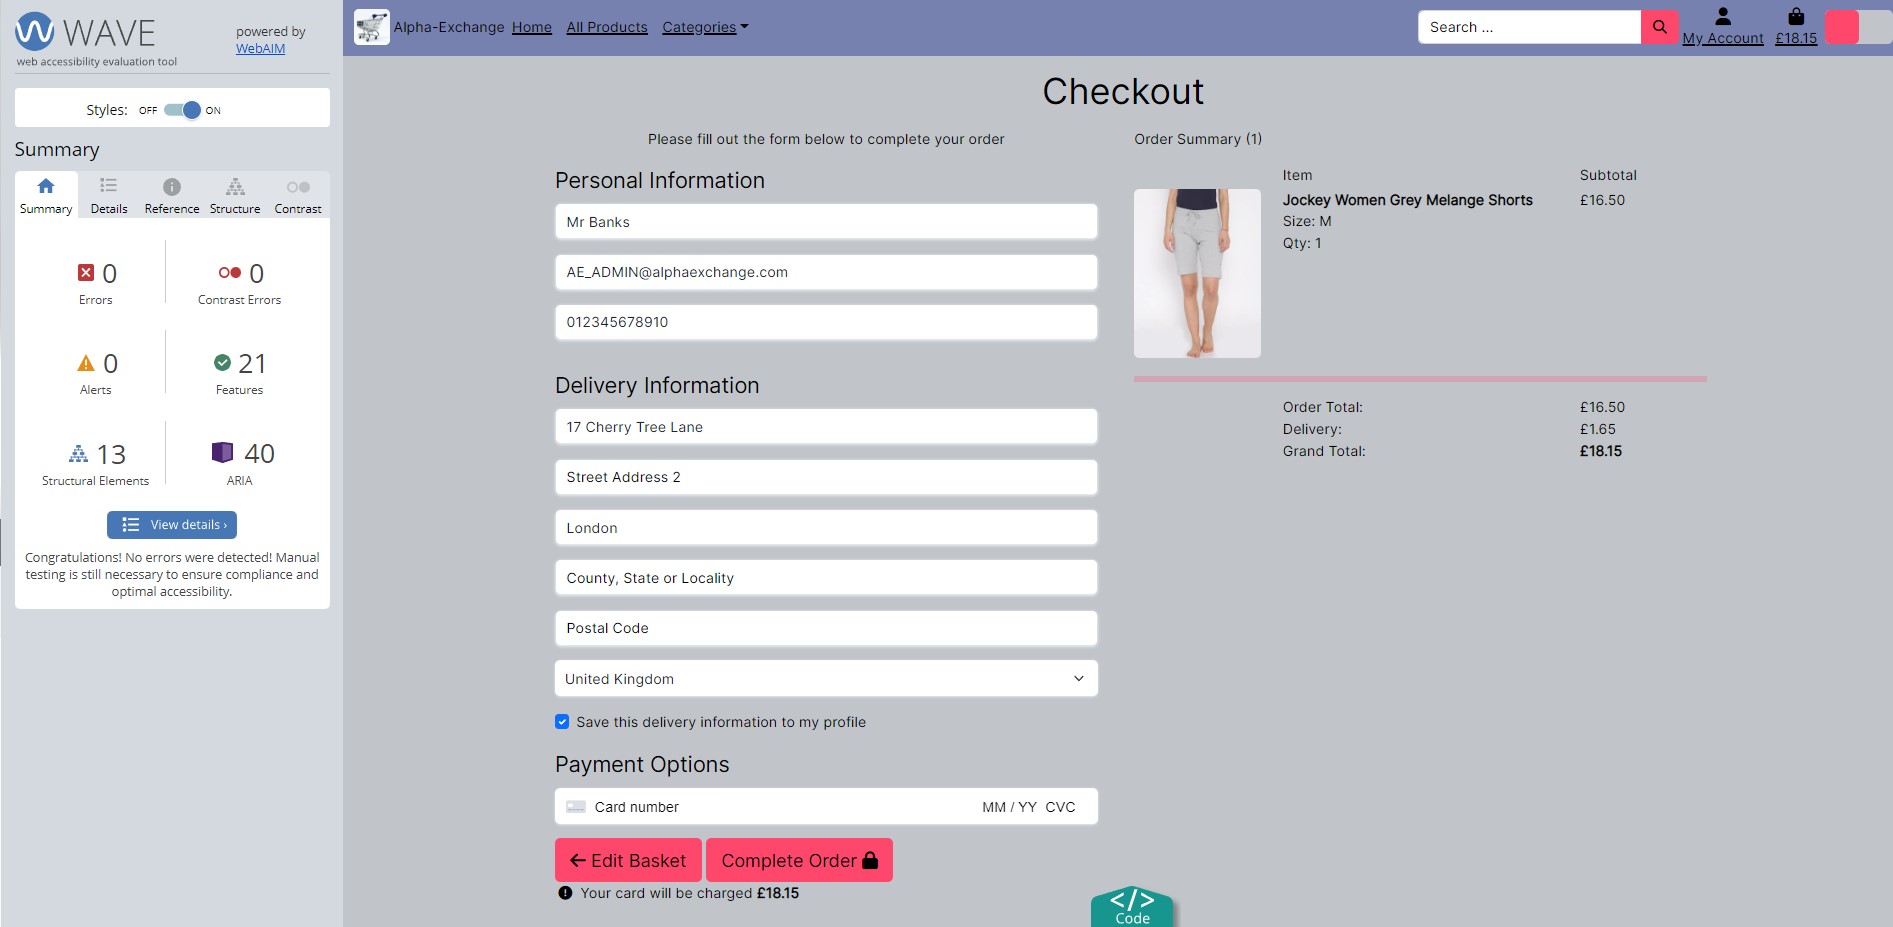 WAVE
powered by
WebAIM
web accessibility evaluation tool
Styles: OFF ON
Summary
Summary Details Reference Structure Contrast
0
Errors
0
Contrast Errors
0
Alerts
21
Features
13
Structural Elements
40
ARIA
View details ›
Congratulations! No errors were detected! Manual
testing is still necessary to ensure compliance and
optimal accessibility.
Alpha-Exchange Home All Products Categories
Search ...
My Account
£18.15
Checkout
Please fill out the form below to complete your order
Personal Information
Mr Banks
AE_ADMIN@alphaexchange.com
012345678910
Delivery Information
17 Cherry Tree Lane
Street Address 2
London
County, State or Locality
Postal Code
United Kingdom
Save this delivery information to my profile
Payment Options
Card number MM / YY CVC
Edit Basket
Complete Order
Your card will be charged £18.15
Order Summary (1)
Item Subtotal
Jockey Women Grey Melange Shorts £16.50
Size: M
Qty: 1
Order Total: £16.50
Delivery: £1.65
Grand Total: £18.15
</> 
Code